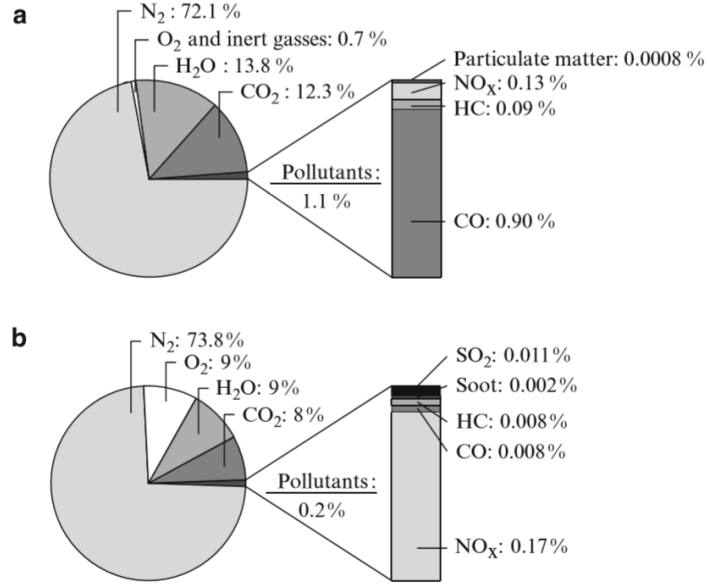 a
N2 : 72.1 %
O2 and inert gasses: 0.7 %
H2O : 13.8 %
CO2 : 12.3 %
Pollutants :
1.1 %
Particulate matter: 0.0008 %
NOX: 0.13 %
HC: 0.09 %
CO: 0.90 %
b
N2: 73.8%
O2: 9%
H2O: 9%
CO2: 8%
Pollutants :
0.2%
SO2: 0.011%
Soot: 0.002%
HC: 0.008%
CO: 0.008%
NOX: 0.17%